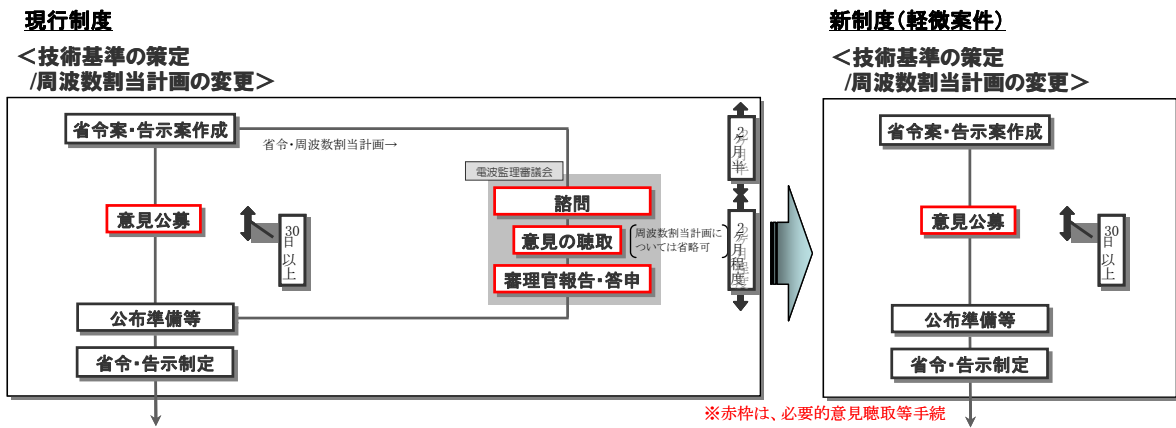 現行制度
＜技術基準の策定
/周波数割当計画の変更＞
省令案・告示案作成
省令・周波数割当計画→
電波監理審議会
諮問
意見公募
30日以上
意見の聴取
周波数割当計画に
ついては省略可
審理官報告・答申
公布準備等
省令・告示制定
2ヶ月半
2ヶ月程度
新制度（軽微案件）
＜技術基準の策定
/周波数割当計画の変更＞
省令案・告示案作成
意見公募
30日以上
公布準備等
省令・告示制定
※赤枠は、必要的意見聴取等手続